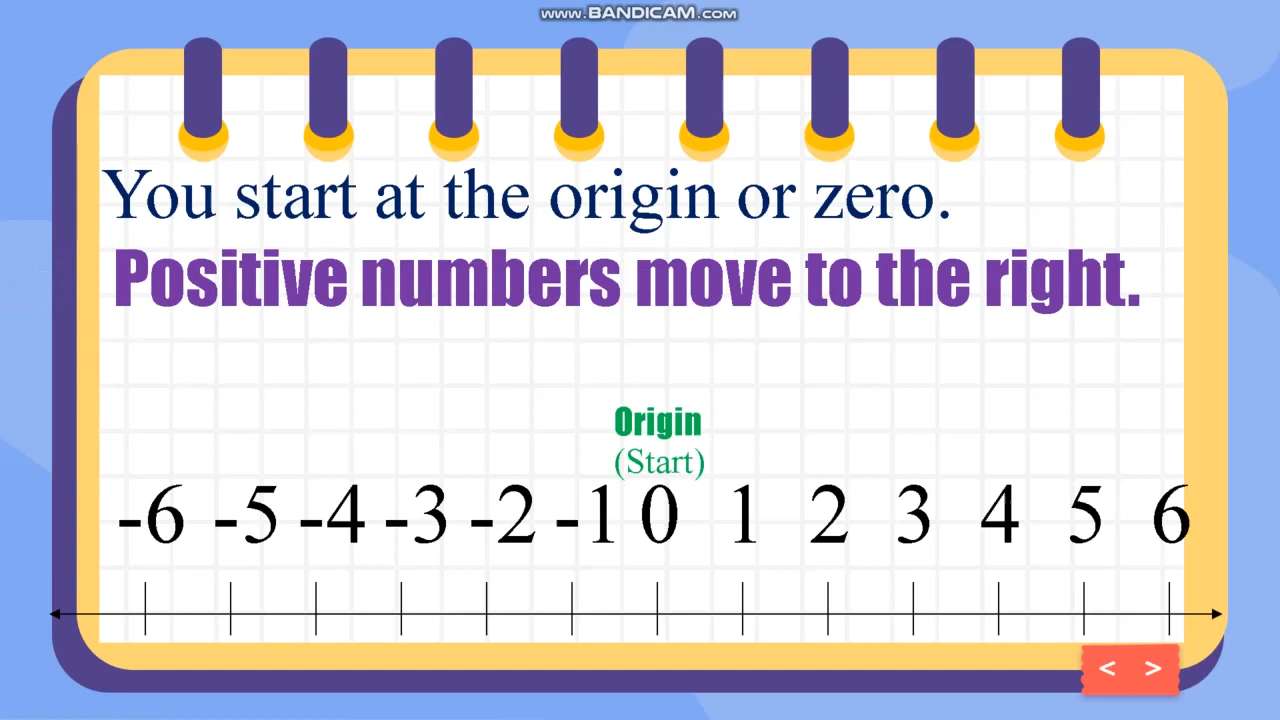 www.BANDICAM.com
You start at the origin or zero.
Positive numbers move to the right.
Origin
(Start)
-6 -5 -4 -3 -2 -1 0 1 2 3 4 5 6
< >